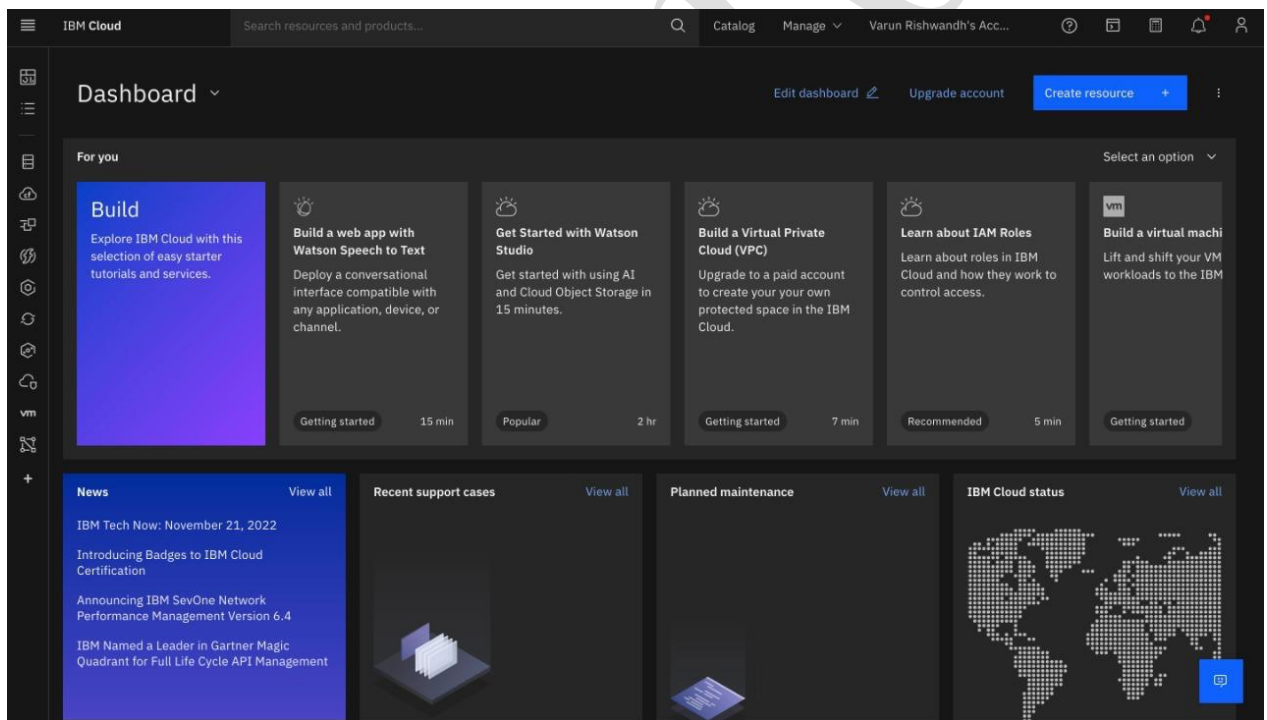 IBM Cloud
Search resources and products...
Catalog
Manage
Varun Rishwandh's Acc...
Dashboard
Edit dashboard
Upgrade account
Create resource +
For you
Select an option
Build
Explore IBM Cloud with this
selection of easy starter
tutorials and services.
Build a web app with
Watson Speech to Text
Deploy a conversational
interface compatible with
any application, device, or
channel.
Getting started
15 min
Get Started with Watson
Studio
Get started with using AI
and Cloud Object Storage in
15 minutes.
Popular
2 hr
Build a Virtual Private
Cloud (VPC)
Upgrade to a paid account
to create your your own
protected space in the IBM
Cloud.
Getting started
7 min
Learn about IAM Roles
Learn about roles in IBM
Cloud and how they work to
control access.
Recommended
5 min
vm
Build a virtual machi
Lift and shift your VM
workloads to the IBM
Getting started
vm
News
View all
IBM Tech Now: November 21, 2022
Introducing Badges to IBM Cloud
Certification
Announcing IBM SevOne Network
Performance Management Version 6.4
IBM Named a Leader in Gartner Magic
Quadrant for Full Life Cycle API Management
Recent support cases
View all
Planned maintenance
View all
IBM Cloud status
View all